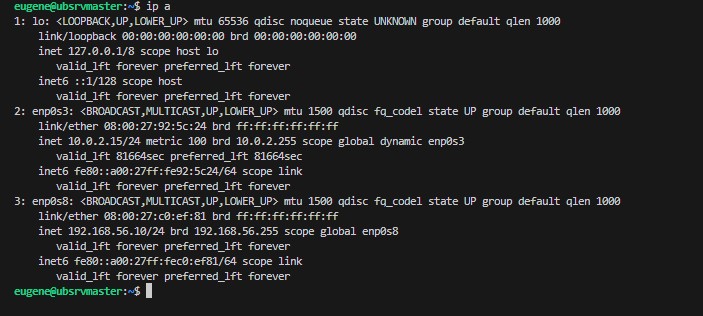 eugene@ubsrvmaster:~$ ip a
1: lo: <LOOPBACK,UP,LOWER_UP> mtu 65536 qdisc noqueue state UNKNOWN group default qlen 1000
    link/loopback 00:00:00:00:00:00 brd 00:00:00:00:00:00
    inet 127.0.0.1/8 scope host lo
       valid_lft forever preferred_lft forever
    inet6 ::1/128 scope host
       valid_lft forever preferred_lft forever
2: enp0s3: <BROADCAST,MULTICAST,UP,LOWER_UP> mtu 1500 qdisc fq_codel state UP group default qlen 1000
    link/ether 08:00:27:92:5c:24 brd ff:ff:ff:ff:ff:ff
    inet 10.0.2.15/24 metric 100 brd 10.0.2.255 scope global dynamic enp0s3
       valid_lft 81664sec preferred_lft 81664sec
    inet6 fe80::a00:27ff:fe92:5c24/64 scope link
       valid_lft forever preferred_lft forever
3: enp0s8: <BROADCAST,MULTICAST,UP,LOWER_UP> mtu 1500 qdisc fq_codel state UP group default qlen 1000
    link/ether 08:00:27:c0:ef:81 brd ff:ff:ff:ff:ff:ff
    inet 192.168.56.10/24 brd 192.168.56.255 scope global enp0s8
       valid_lft forever preferred_lft forever
    inet6 fe80::a00:27ff:fec0:ef81/64 scope link
       valid_lft forever preferred_lft forever
eugene@ubsrvmaster:~$